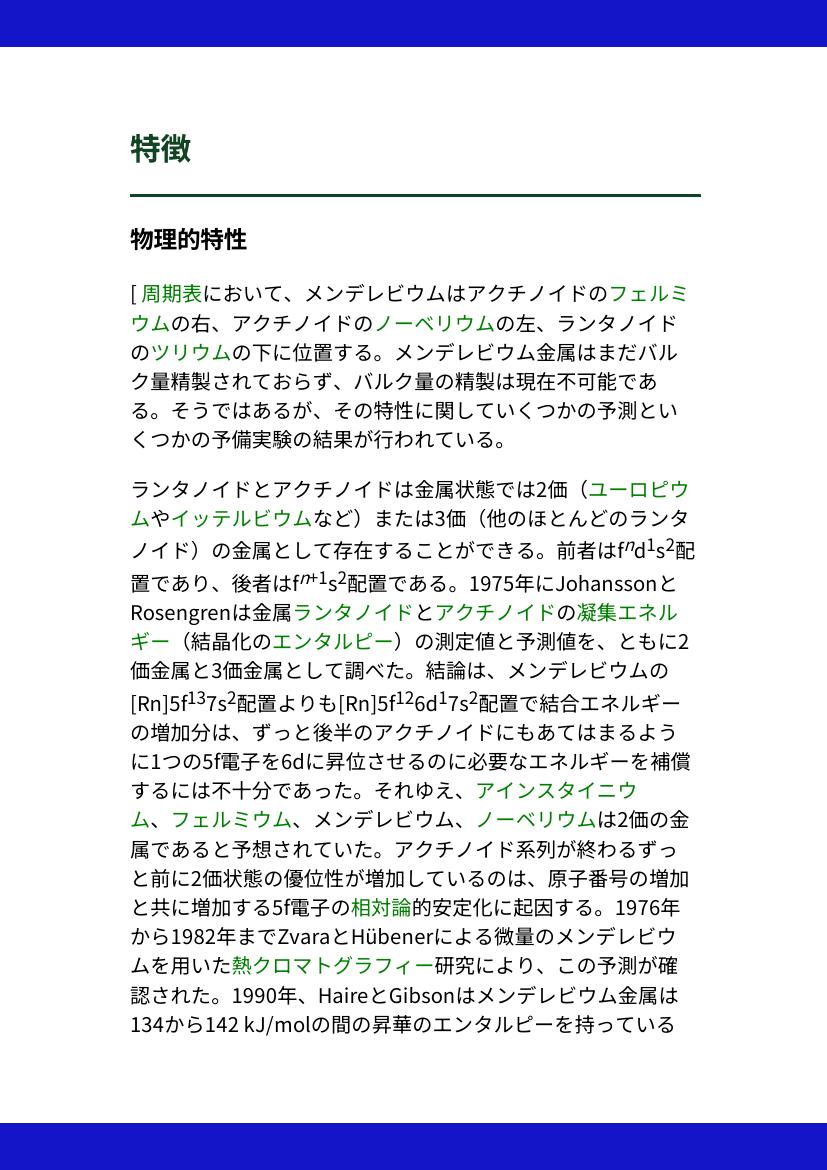 特徴
物理的特性
[ 周期表において、メンデレビウムはアクチノイドのフェルミ
ウムの右、アクチノイドのノーベリウムの左、ランタノイド
のツリウムの下に位置する。メンデレビウム金属はまだバル
ク量精製されておらず、バルク量の精製は現在不可能であ
る。そうではあるが、その特性に関していくつかの予測とい
くつかの予備実験の結果が行われている。
ランタノイドとアクチノイドは金属状態では2価（ユーロピウ
ムやイッテルビウムなど）または3価（他のほとんどのランタ
ノイド）の金属として存在することができる。前者はfⁿd¹s²配
置であり、後者はfⁿ⁺¹s²配置である。1975年にJohanssonと
Rosengrenは金属ランタノイドとアクチノイドの凝集エネル
ギー（結晶化のエンタルピー）の測定値と予測値を、ともに2
価金属と3価金属として調べた。結論は、メンデレビウムの
[Rn]5f¹³7s²配置よりも[Rn]5f¹²6d¹7s²配置で結合エネルギー
の増加分は、ずっと後半のアクチノイドにもあてはまるよう
に1つの5f電子を6dに昇位させるのに必要なエネルギーを補償
するには不十分であった。それゆえ、アインスタイニウ
ム、フェルミウム、メンデレビウム、ノーベリウムは2価の金
属であると予想されていた。アクチノイド系列が終わるずっ
と前に2価状態の優位性が増加しているのは、原子番号の増加
と共に増加する5f電子の相対論的安定化に起因する。1976年
から1982年までZvaraとHübenerによる微量のメンデレビウ
ムを用いた熱クロマトグラフィー研究により、この予測が確
認された。1990年、HaireとGibsonはメンデレビウム金属は
134から142 kJ/molの間の昇華のエンタルピーを持っている